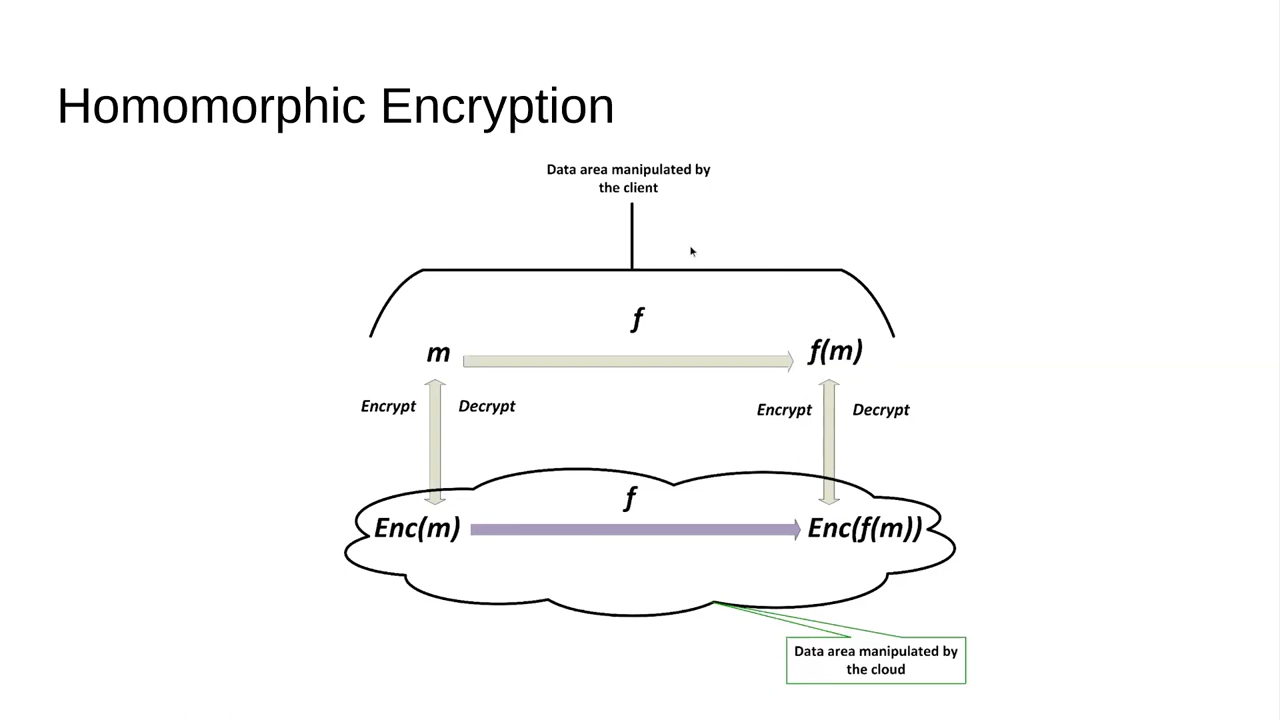 Homomorphic Encryption
Data area manipulated by
the client
f
m
f(m)
Encrypt
Decrypt
Encrypt
Decrypt
f
Enc(m)
Enc(f(m))
Data area manipulated by
the cloud